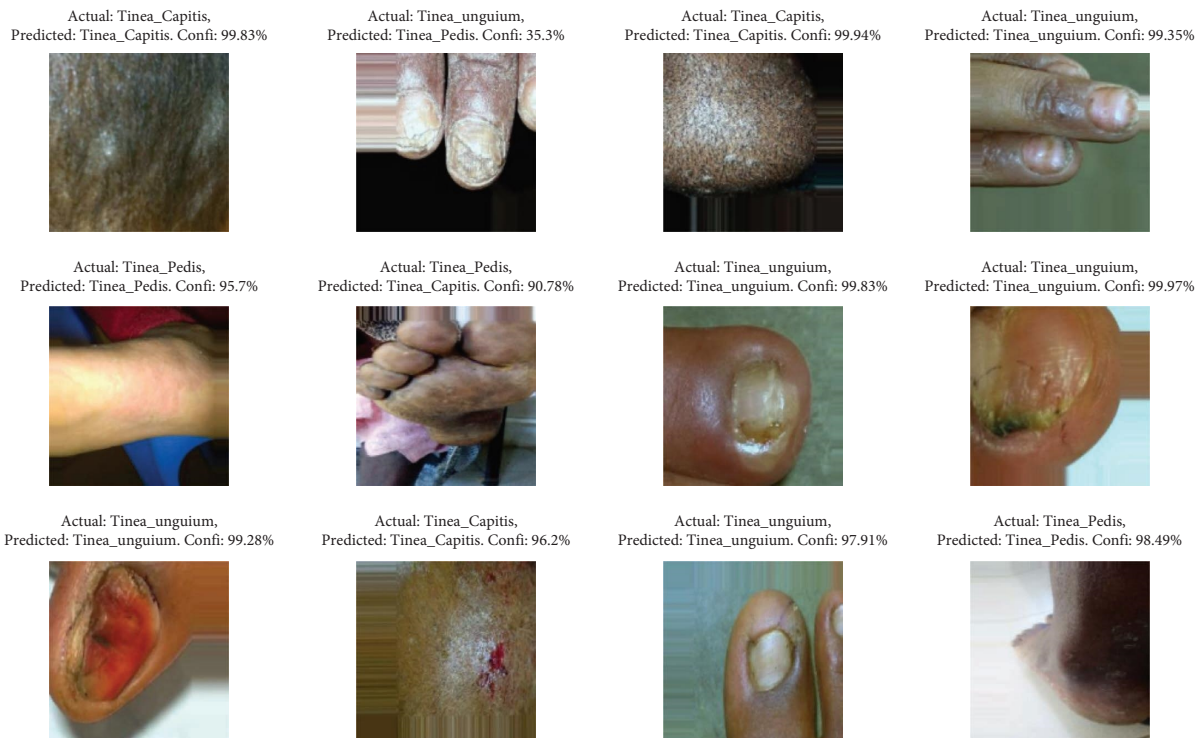 Actual: Tinea_Capitis,
Predicted: Tinea_Capitis. Confi: 99.83%
Actual: Tinea_unguium,
Predicted: Tinea_Pedis. Confi: 35.3%
Actual: Tinea_Capitis,
Predicted: Tinea_Capitis. Confi: 99.94%
Actual: Tinea_unguium,
Predicted: Tinea_unguium. Confi: 99.35%
Actual: Tinea_Pedis,
Predicted: Tinea_Pedis. Confi: 95.7%
Actual: Tinea_Pedis,
Predicted: Tinea_Capitis. Confi: 90.78%
Actual: Tinea_unguium,
Predicted: Tinea_unguium. Confi: 99.83%
Actual: Tinea_unguium,
Predicted: Tinea_unguium. Confi: 99.97%
Actual: Tinea_unguium,
Predicted: Tinea_unguium. Confi: 99.28%
Actual: Tinea_Capitis,
Predicted: Tinea_Capitis. Confi: 96.2%
Actual: Tinea_unguium,
Predicted: Tinea_unguium. Confi: 97.91%
Actual: Tinea_Pedis,
Predicted: Tinea_Pedis. Confi: 98.49%